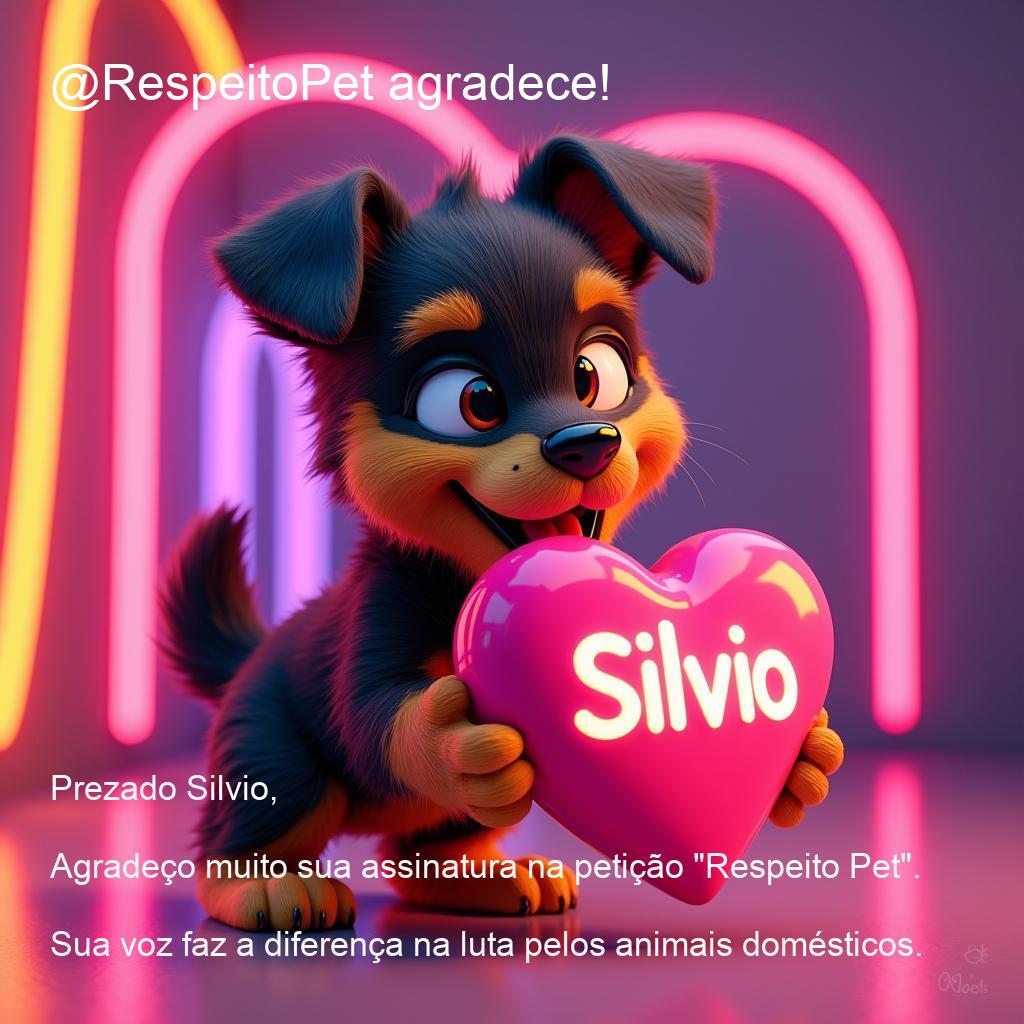 @RespeitoPet agradece!
Silvio
Prezado Silvio,
Agradeço muito sua assinatura na petição "Respeito Pet".
Sua voz faz a diferença na luta pelos animais domésticos.